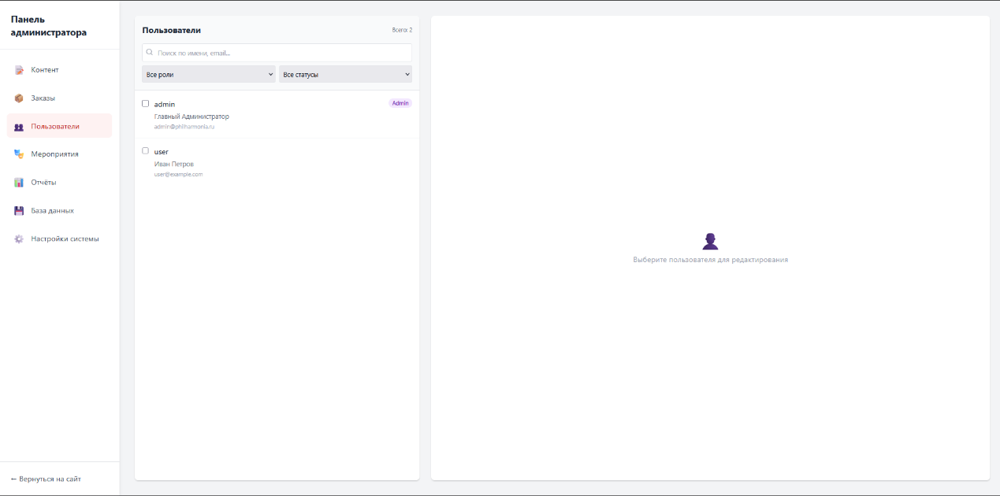 Панель
администратора
Контент
Заказы
Пользователи
Мероприятия
Отчёты
База данных
Настройки системы
← Вернуться на сайт
Пользователи
Всего: 2
Поиск по имени, email...
Все роли
Все статусы
admin
Admin
Главный Администратор
admin@philharmonia.ru
user
Иван Петров
user@example.com
Выберите пользователя для редактирования